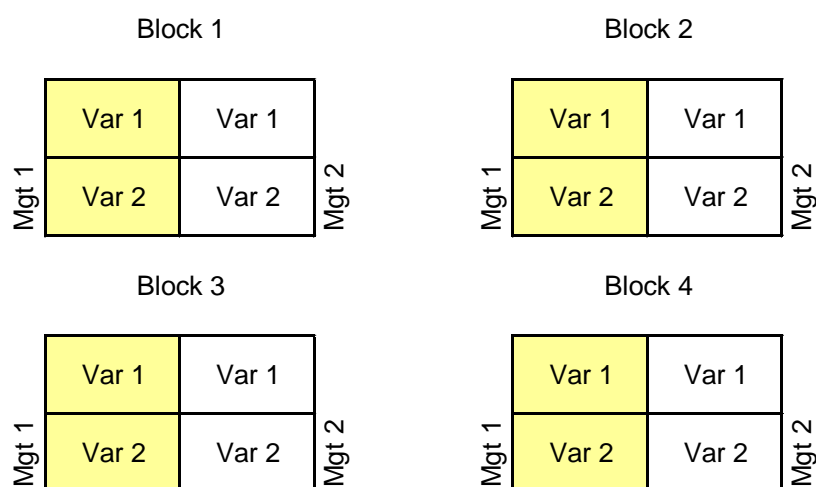 Block 1
Block 2
Var 1 Var 1
Var 1 Var 1
Mgt 1
Var 2 Var 2
Mgt 2
Mgt 1
Var 2 Var 2
Mgt 2
Block 3
Block 4
Var 1 Var 1
Var 1 Var 1
Mgt 1
Var 2 Var 2
Mgt 2
Mgt 1
Var 2 Var 2
Mgt 2